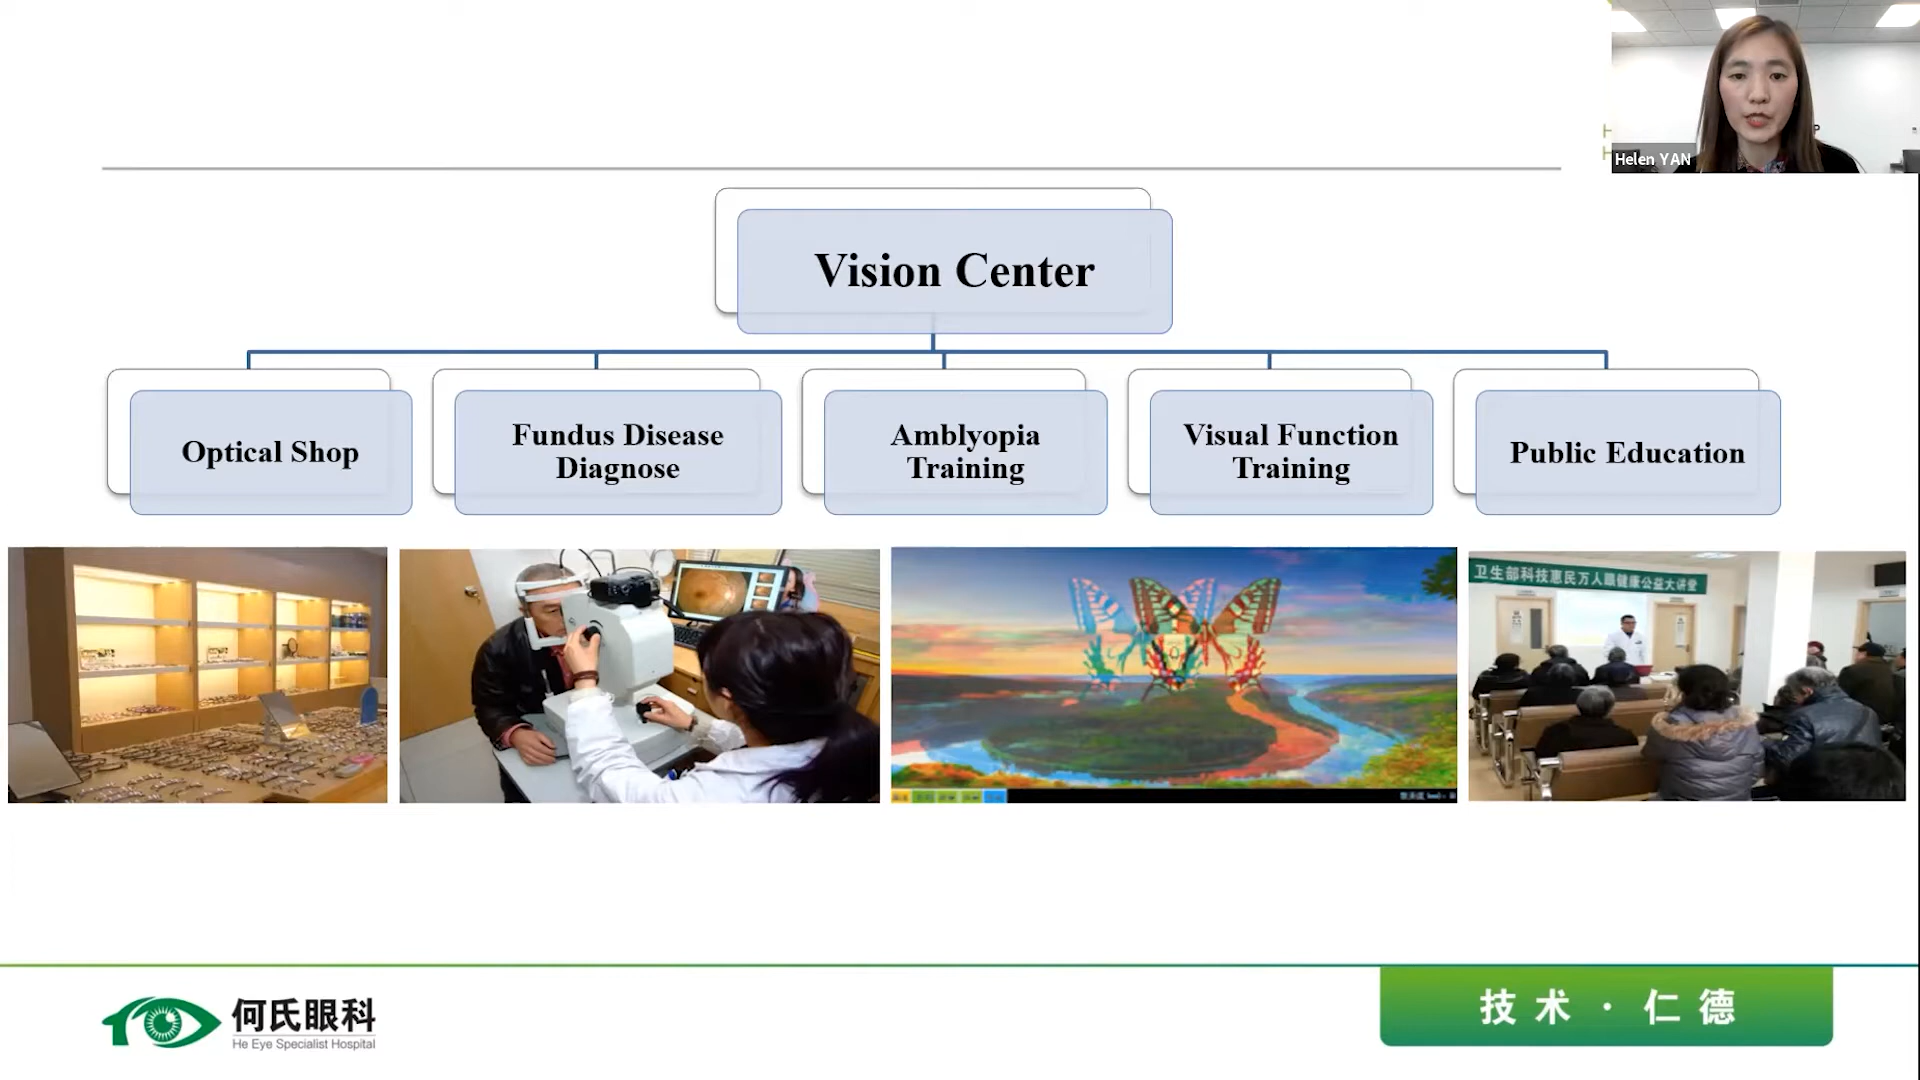 Helen YAN
Vision Center
Optical Shop
Fundus Disease
Diagnose
Amblyopia
Training
Visual Function
Training
Public Education
卫生部科技惠民万人眼健康公益大讲堂
何氏眼科
He Eye Specialist Hospital
技术·仁德